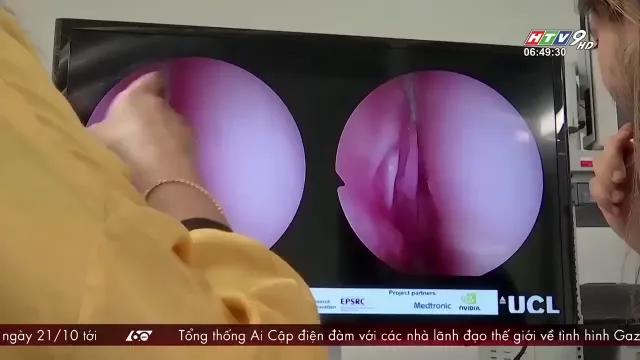 HTV9 HD
06:49:30
Project partners
EPSRC
Medtronic
NVIDIA
UCL
ngày 21/10 tới
60
Tổng thống Ai Cập điện đàm với các nhà lãnh đạo thế giới về tình hình Gaz